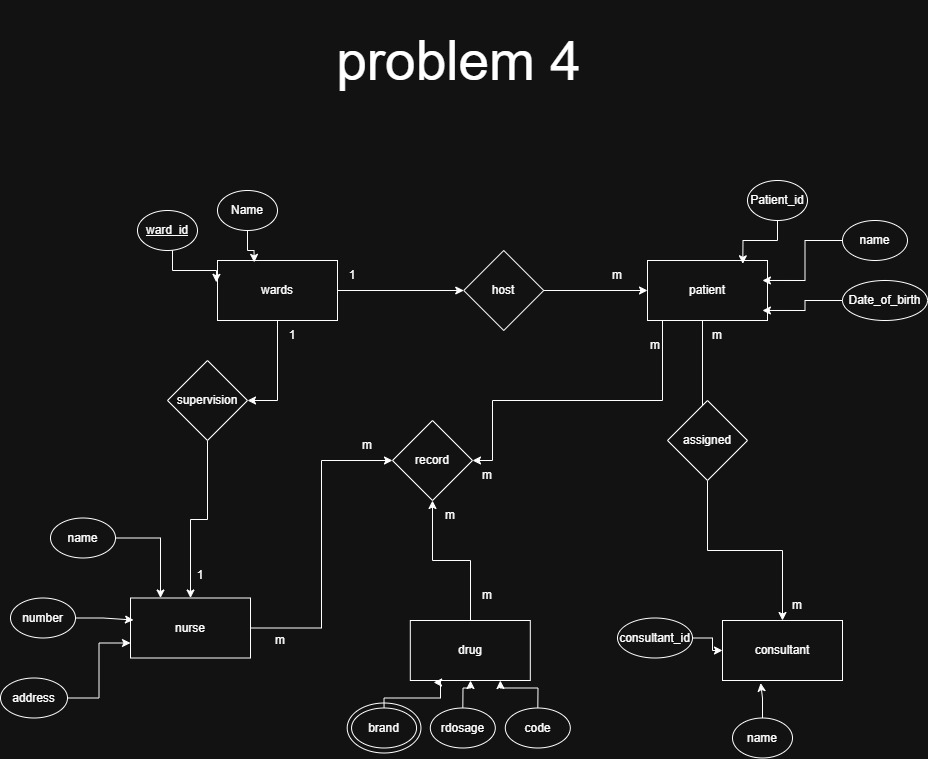 problem 4
Patient_id
Name
ward_id
name
1
m
wards
host
patient
Date_of_birth
1
m
m
supervision
m
record
assigned
m
m
name
1
m
m
number
nurse
m
consultant_id
drug
consultant
address
brand
rdosage
code
name